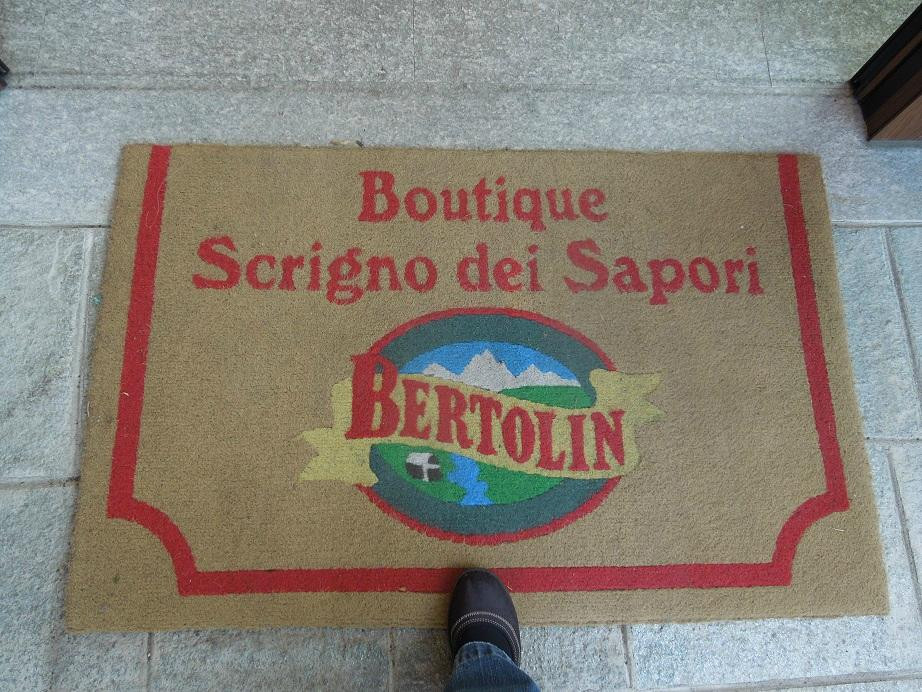 Boutique
Scrigno dei Sapori
BERTOLIN